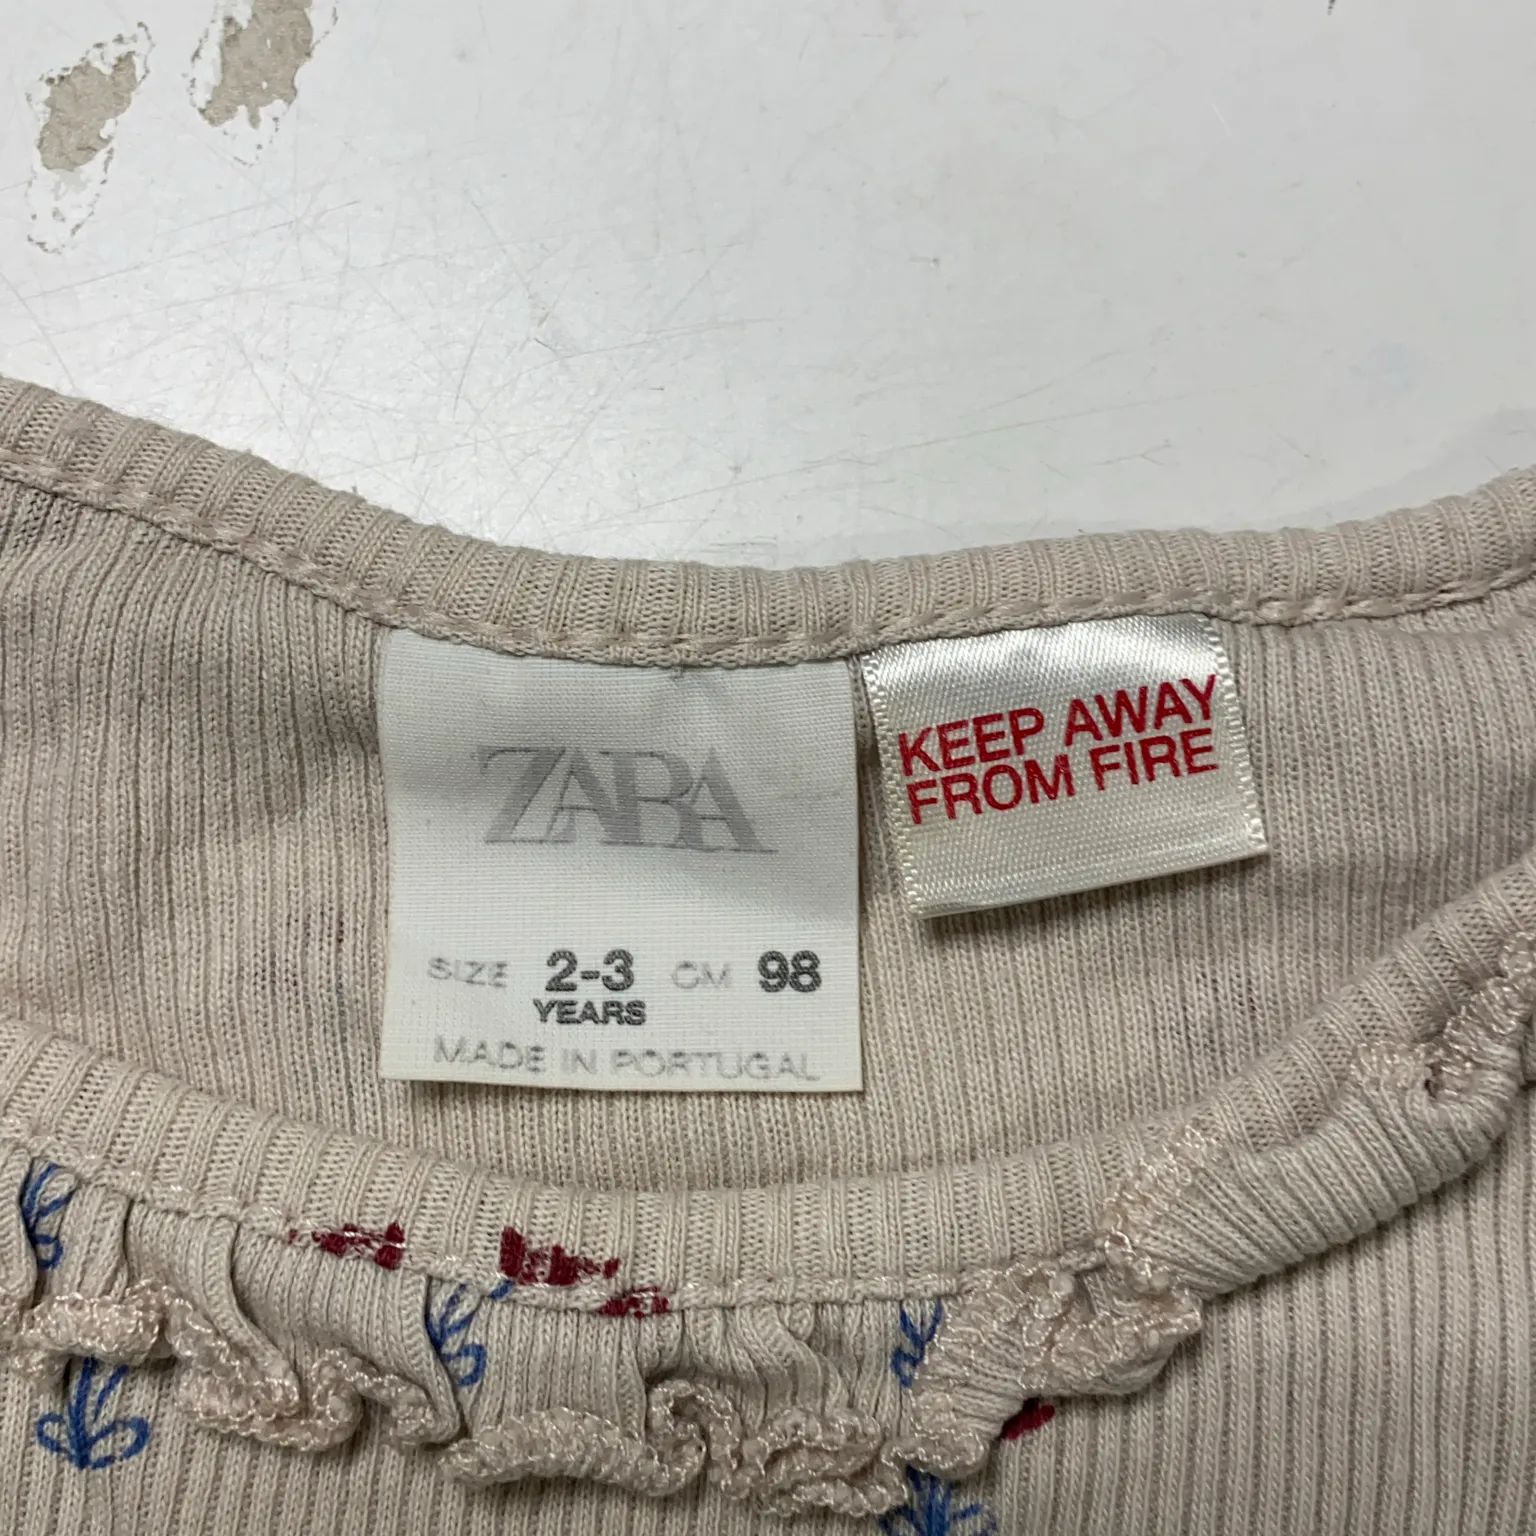 ZARA
SIZE 2-3 CM 98
YEARS
MADE IN PORTUGAL
KEEP AWAY
FROM FIRE